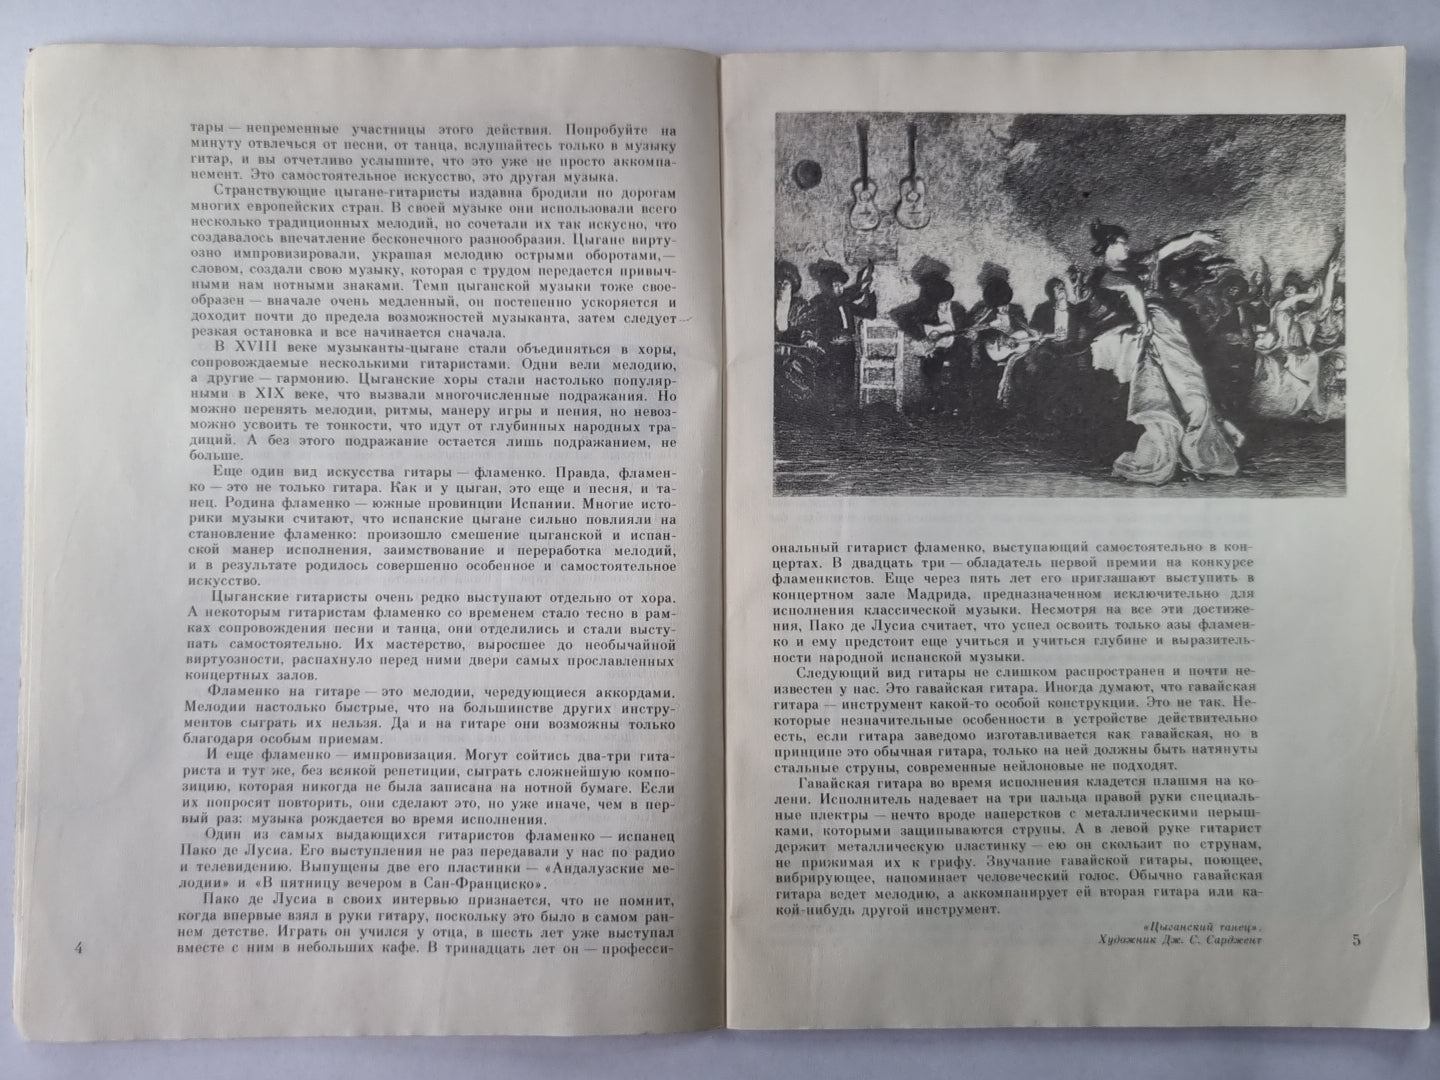 тары — непременные участницы этого действия. Попробуйте на
минуту отвлечься от песни, от танца, вслушайтесь только в музыку
гитар, и вы отчетливо услышите, что это уже не просто аккомпа-
немент. Это самостоятельное искусство, это другая музыка.
Странствующие цыгане-гитаристы издавна бродили по дорогам
многих европейских стран. В своей музыке они использовали всего
несколько традиционных мелодий, но сочетали их так искусно, что
создавалось впечатление бесконечного разнообразия. Цыгане вирту-
озно импровизировали, украшая мелодию острыми оборотами,—
словом, создали свою музыку, которая с трудом передается привыч-
ными нам нотными знаками. Темп цыганской музыки тоже свое-
образен — вначале очень медленный, он постепенно ускоряется и
доходит почти до предела возможностей музыканта, затем следует
резкая остановка и все начинается сначала.
В XVIII веке музыканты-цыгане стали объединяться в хоры,
сопровождаемые несколькими гитаристами. Одни вели мелодию,
а другие — гармонию. Цыганские хоры стали настолько популяр-
ными в XIX веке, что вызвали многочисленные подражания. Но
можно перенять мелодии, ритмы, манеру игры и пения, но невоз-
можно усвоить те тонкости, что идут от глубинных народных тра-
диций. А без этого подражание остается лишь подражанием, не
больше.
Еще один вид искусства гитары — фламенко. Правда, фламен-
ко — это не только гитара. Как и у цыган, это еще и песня, и та-
нец. Родина фламенко — южные провинции Испании. Многие исто-
рики музыки считают, что испанские цыгане сильно повлияли на
становление фламенко: произошло смешение цыганской и испан-
ской манер исполнения, заимствование и переработка мелодий,
и в результате родилось совершенно особенное и самостоятельное
искусство.
Цыганские гитаристы очень редко выступают отдельно от хора.
А некоторым гитаристам фламенко со временем стало тесно в рам-
ках сопровождения песни и танца, они отделились и стали высту-
пать самостоятельно. Их мастерство, выросшее до необычайной
виртуозности, распахнуло перед ними двери самых прославленных
концертных залов.
Фламенко на гитаре — это мелодии, чередующиеся аккордами.
Мелодии настолько быстрые, что на большинстве других инстру-
ментов сыграть их нельзя. Да и на гитаре они возможны только
благодаря особым приемам.
И еще фламенко — импровизация. Могут сойтись два-три гита-
риста и тут же, без всякой репетиции, сыграть сложнейшую компо-
зицию, которая никогда не была записана на нотной бумаге. Если
их попросят повторить, они сделают это, но уже иначе, чем в пер-
вый раз: музыка рождается во время исполнения.
Один из самых выдающихся гитаристов фламенко — испанец
Пако де Лусиа. Его выступления не раз передавали у нас по радио
и телевидению. Выпущены две его пластинки — «Андалузские ме-
лодии» и «В пятницу вечером в Сан-Франциско».
Пако де Лусиа в своих интервью признается, что не помнит,
когда впервые взял в руки гитару, поскольку это было в самом ран-
нем детстве. Играть он учился у отца, в шесть лет уже выступал
вместе с ним в небольших кафе. В тринадцать лет он — професси-
4
ональный гитарист фламенко, выступающий самостоятельно в кон-
цертах. В двадцать три — обладатель первой премии на конкурсе
фламенкистов. Еще через пять лет его приглашают выступить в
концертном зале Мадрида, предназначенном исключительно для
исполнения классической музыки. Несмотря на все эти достиже-
ния, Пако де Лусиа считает, что успел освоить только азы фламен-
ко и ему предстоит еще учиться и учиться глубине и выразитель-
ности народной испанской музыки.
Следующий вид гитары не слишком распространен и почти не-
известен у нас. Это гавайская гитара. Иногда думают, что гавайская
гитара — инструмент какой-то особой конструкции. Это не так. Не-
которые незначительные особенности в устройстве действительно
есть, если гитара заведомо изготавливается как гавайская, но в
принципе это обычная гитара, только на ней должны быть натянуты
стальные струны, современные нейлоновые не подходят.
Гавайская гитара во время исполнения кладется плашмя на ко-
лени. Исполнитель надевает на три пальца правой руки специаль-
ные плектры — нечто вроде наперстков с металлическими перыш-
ками, которыми защипываются струны. А в левой руке гитарист
держит металлическую пластинку — ею он скользит по струнам,
не прижимая их к грифу. Звучание гавайской гитары, поющее,
вибрирующее, напоминает человеческий голос. Обычно гавайская
гитара ведет мелодию, а аккомпанирует ей вторая гитара или ка-
кой-нибудь другой инструмент.
«Цыганский танец».
Художник Дж. С. Сарджент
5